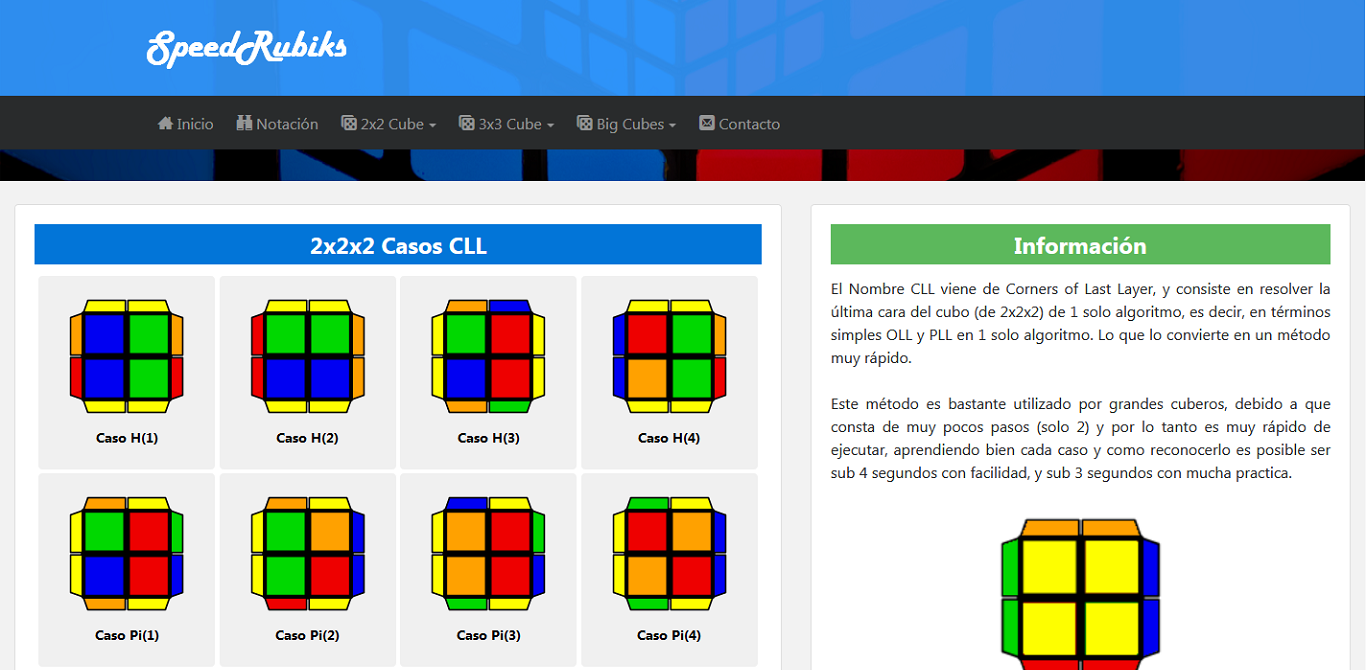 SpeedRubiks
Inicio Notación 2x2 Cube 3x3 Cube Big Cubes Contacto
2x2x2 Casos CLL
Caso H(1) Caso H(2) Caso H(3) Caso H(4)
Caso Pi(1) Caso Pi(2) Caso Pi(3) Caso Pi(4)
Información
El Nombre CLL viene de Corners of Last Layer, y consiste en resolver la
última cara del cubo (de 2x2x2) de 1 solo algoritmo, es decir, en términos
simples OLL y PLL en 1 solo algoritmo. Lo que lo convierte en un método
muy rápido.
Este método es bastante utilizado por grandes cuberos, debido a que
consta de muy pocos pasos (solo 2) y por lo tanto es muy rápido de
ejecutar, aprendiendo bien cada caso y como reconocerlo es posible ser
sub 4 segundos con facilidad, y sub 3 segundos con mucha practica.